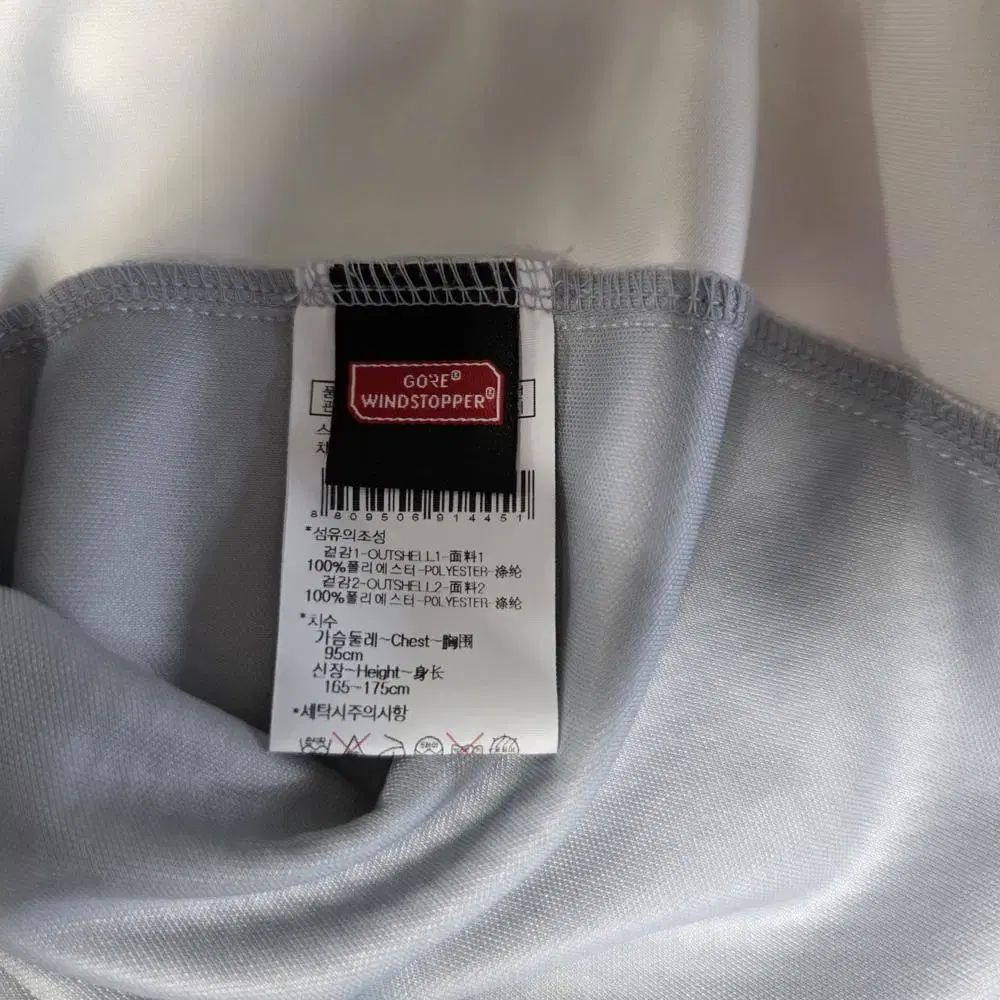 GORE®
WINDSTOPPER®
8 809506 914451
*섬유의조성
겉감1-OUTSHELL1-面料1
100%폴리에스터-POLYESTER-涤纶
겉감2-OUTSHELL2-面料2
100%폴리에스터-POLYESTER-涤纶
*치수
가슴둘레~Chest~胸围
95cm
신장~Height~身长
165~175cm
*세탁시주의사항